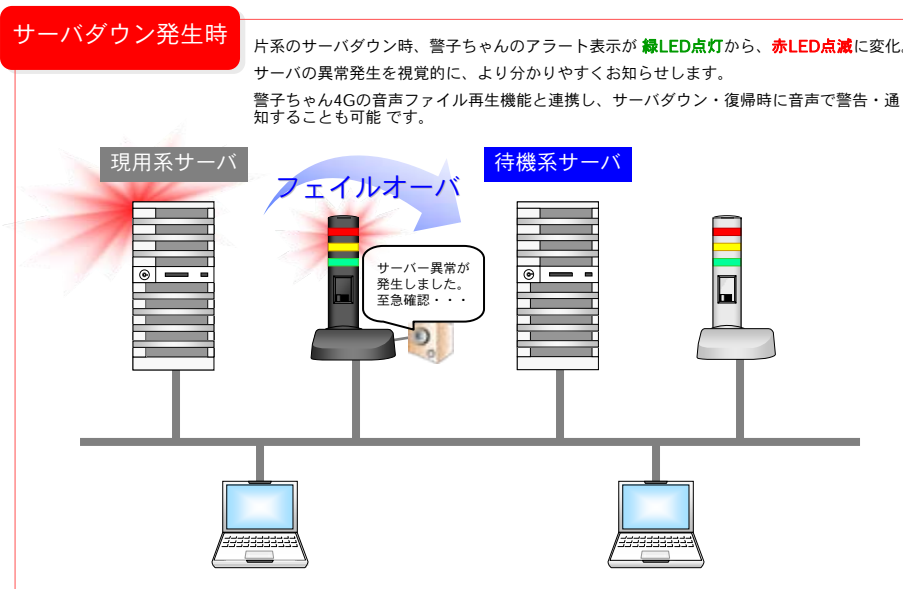 サーバダウン発生時
片系のサーバダウン時、警子ちゃんのアラート表示が 緑LED点灯から、赤LED点滅に変化。
サーバの異常発生を視覚的に、より分かりやすくお知らせします。
警子ちゃん4Gの音声ファイル再生機能と連携し、サーバダウン・復帰時に音声で警告・通
知することも可能 です。
現用系サーバ
フェイルオーバ
待機系サーバ
サーバー異常が
発生しました。
至急確認・・・